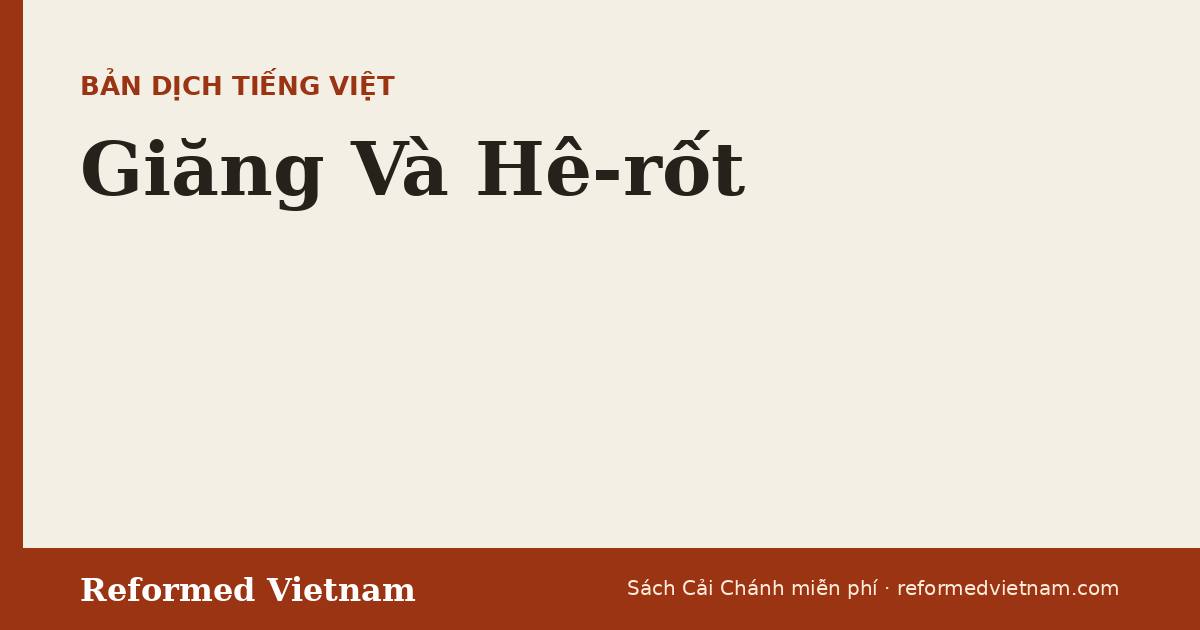 BẢN DỊCH TIẾNG VIỆT
Giăng Và Hê-rốt
Reformed Vietnam
Sách Cải Chánh miễn phí · reformedvietnam.com